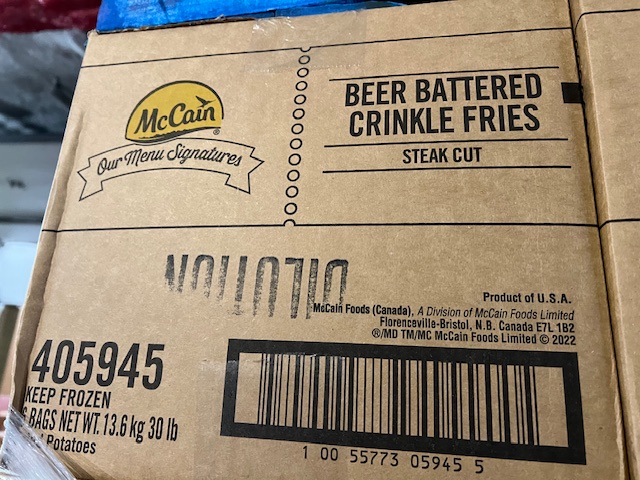 McCain®
Our Menu Signatures
BEER BATTERED
CRINKLE FRIES
STEAK CUT
DILUTION
Product of U.S.A.
McCain Foods (Canada), A Division of McCain Foods Limited
Florenceville-Bristol, N.B. Canada E7L 1B2
®/MD TM/MC McCain Foods Limited © 2022
405945
KEEP FROZEN
BAGS NET WT. 13.6 kg 30 lb
Potatoes
1 00 55773 05945 5